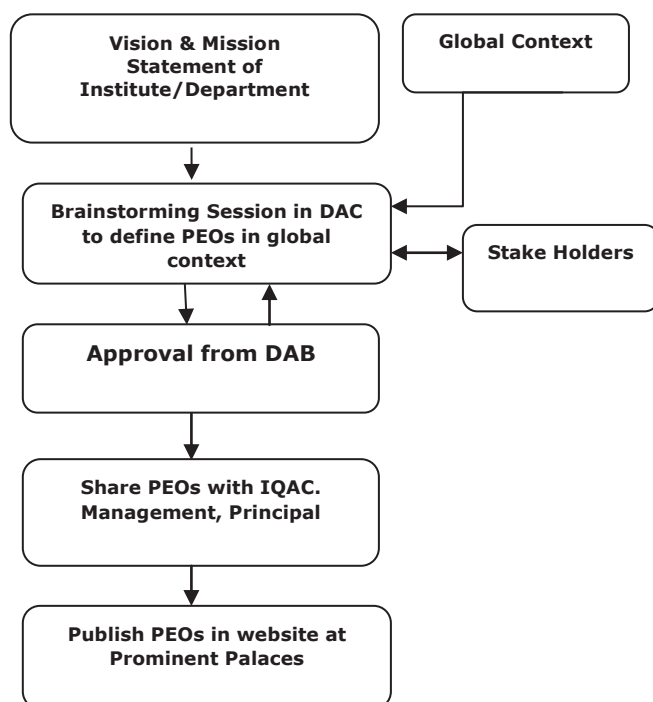 Vision & Mission
Statement of
Institute/Department
Global Context
Brainstorming Session in DAC
to define PEOs in global
context
Stake Holders
Approval from DAB
Share PEOs with IQAC.
Management, Principal
Publish PEOs in website at
Prominent Palaces